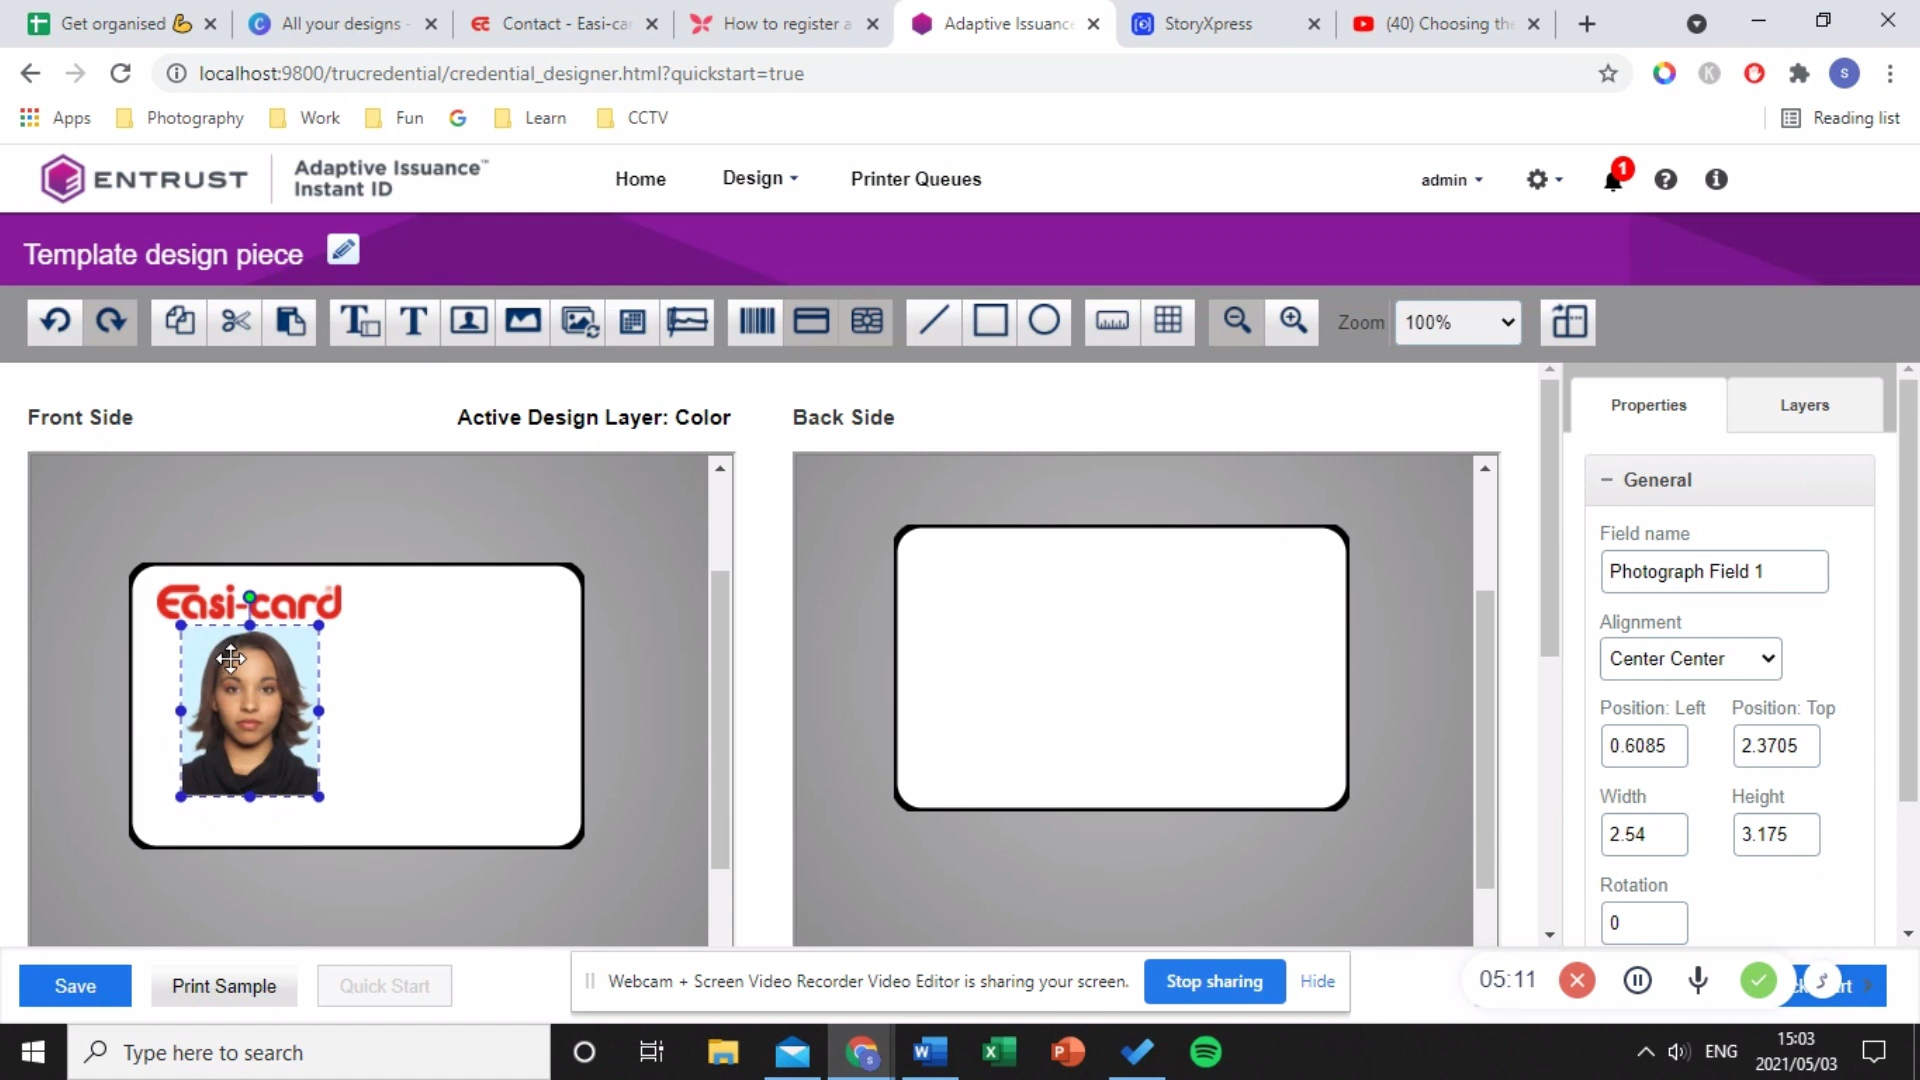 Get organised 💪
All your designs -
Contact - Easi-car
How to register a
Adaptive Issuance
StoryXpress
(40) Choosing the
localhost:9800/trucredential/credential_designer.html?quickstart=true
K
S
Apps
Photography
Work
Fun
Learn
CCTV
Reading list
ENTRUST
Adaptive Issuance™
Instant ID
Home
Design
Printer Queues
admin
1
Template design piece
Zoom
100%
Front Side
Active Design Layer: Color
Back Side
Properties
Layers
Easi-card
General
Field name
Photograph Field 1
Alignment
Center Center
Position: Left
Position: Top
0.6085
2.3705
Width
Height
2.54
3.175
Rotation
0
Save
Print Sample
Quick Start
Webcam + Screen Video Recorder Video Editor is sharing your screen.
Stop sharing
Hide
05:11
Type here to search
ENG
15:03
2021/05/03